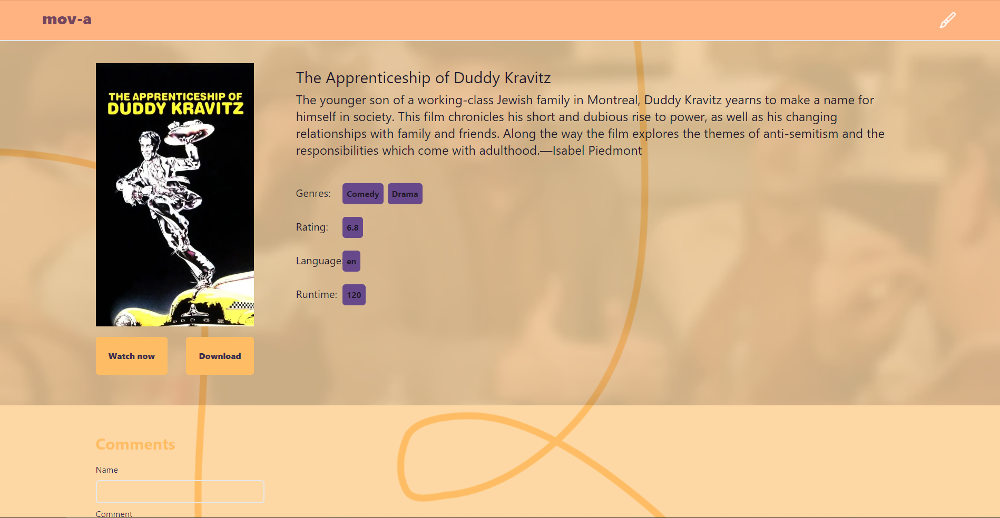 mov-a
THE APPRENTICESHIP OF
DUDDY KRAVITZ
The Apprenticeship of Duddy Kravitz
The younger son of a working-class Jewish family in Montreal, Duddy Kravitz yearns to make a name for
himself in society. This film chronicles his short and dubious rise to power, as well as his changing
relationships with family and friends. Along the way the film explores the themes of anti-semitism and the
responsibilities which come with adulthood.—Isabel Piedmont
Genres: Comedy Drama
Rating: 6.8
Language: en
Runtime: 120
Watch now Download
Comments
Name
Comment